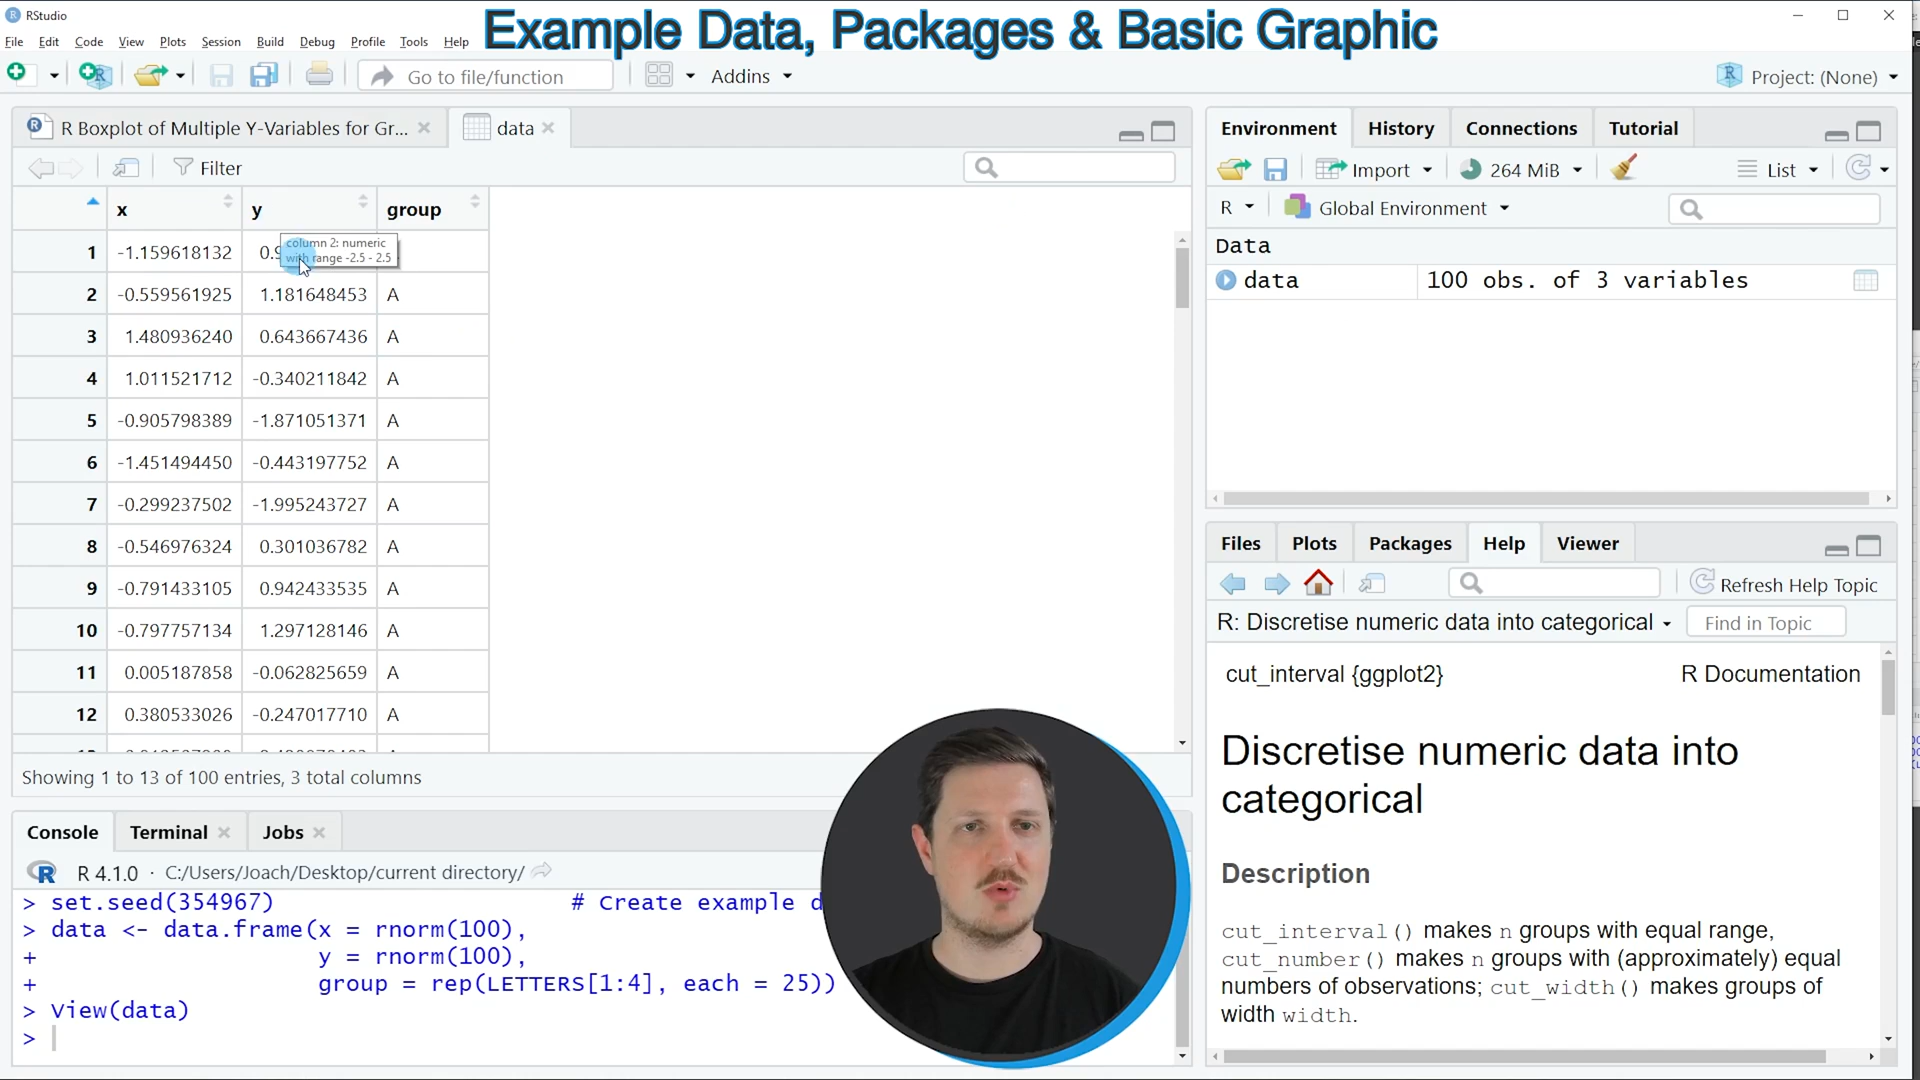 RStudio
Example Data, Packages & Basic Graphic
File Edit Code View Plots Session Build Debug Profile Tools Help
Go to file/function
Addins
Project: (None)
R Boxplot of Multiple Y-Variables for Gr...
data
Filter
x y group
1 -1.159618132 0.9
column 2: numeric
with range -2.5 - 2.5
2 -0.559561925 1.181648453 A
3 1.480936240 0.643667436 A
4 1.011521712 -0.340211842 A
5 -0.905798389 -1.871051371 A
6 -1.451494450 -0.443197752 A
7 -0.299237502 -1.995243727 A
8 -0.546976324 0.301036782 A
9 -0.791433105 0.942433535 A
10 -0.797757134 1.297128146 A
11 0.005187858 -0.062825659 A
12 0.380533026 -0.247017710 A
Showing 1 to 13 of 100 entries, 3 total columns
Console Terminal Jobs
R 4.1.0 · C:/Users/Joach/Desktop/current directory/
> set.seed(354967) # Create example d
> data <- data.frame(x = rnorm(100),
+ y = rnorm(100),
+ group = rep(LETTERS[1:4], each = 25))
> View(data)
>
Environment History Connections Tutorial
Import 264 MiB List
R Global Environment
Data
data 100 obs. of 3 variables
Files Plots Packages Help Viewer
Refresh Help Topic
R: Discretise numeric data into categorical Find in Topic
cut_interval {ggplot2} R Documentation
Discretise numeric data into
categorical
Description
cut_interval() makes n groups with equal range,
cut_number() makes n groups with (approximately) equal
numbers of observations; cut_width() makes groups of
width width.